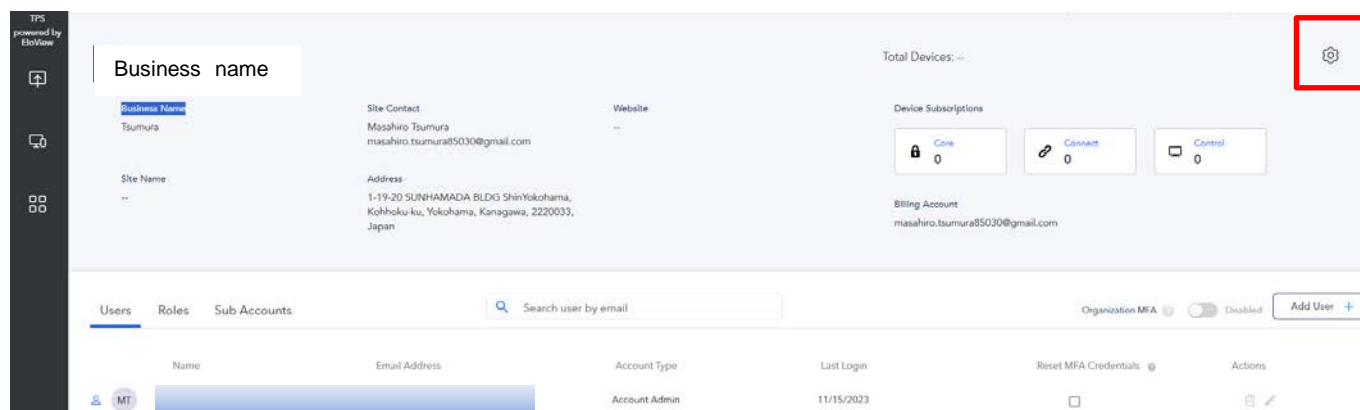 TPS
powered by
EloView
Business name
Total Devices: --
Business Name
Site Contact
Website
Device Subscriptions
Tsumura
Masahiro Tsumura
masahiro.tsumura85030@gmail.com
--
Core
0
Connect
0
Control
0
Site Name
--
Address
1-19-20 SUNHAMADA BLDG ShinYokohama,
Kohhoku-ku, Yokohama, Kanagawa, 2220033,
Japan
Billing Account
masahiro.tsumura85030@gmail.com
Users Roles Sub Accounts
Search user by email
Organization MFA Disabled
Add User +
Name Email Address Account Type Last Login Reset MFA Credentials Actions
MT Account Admin 11/15/2023